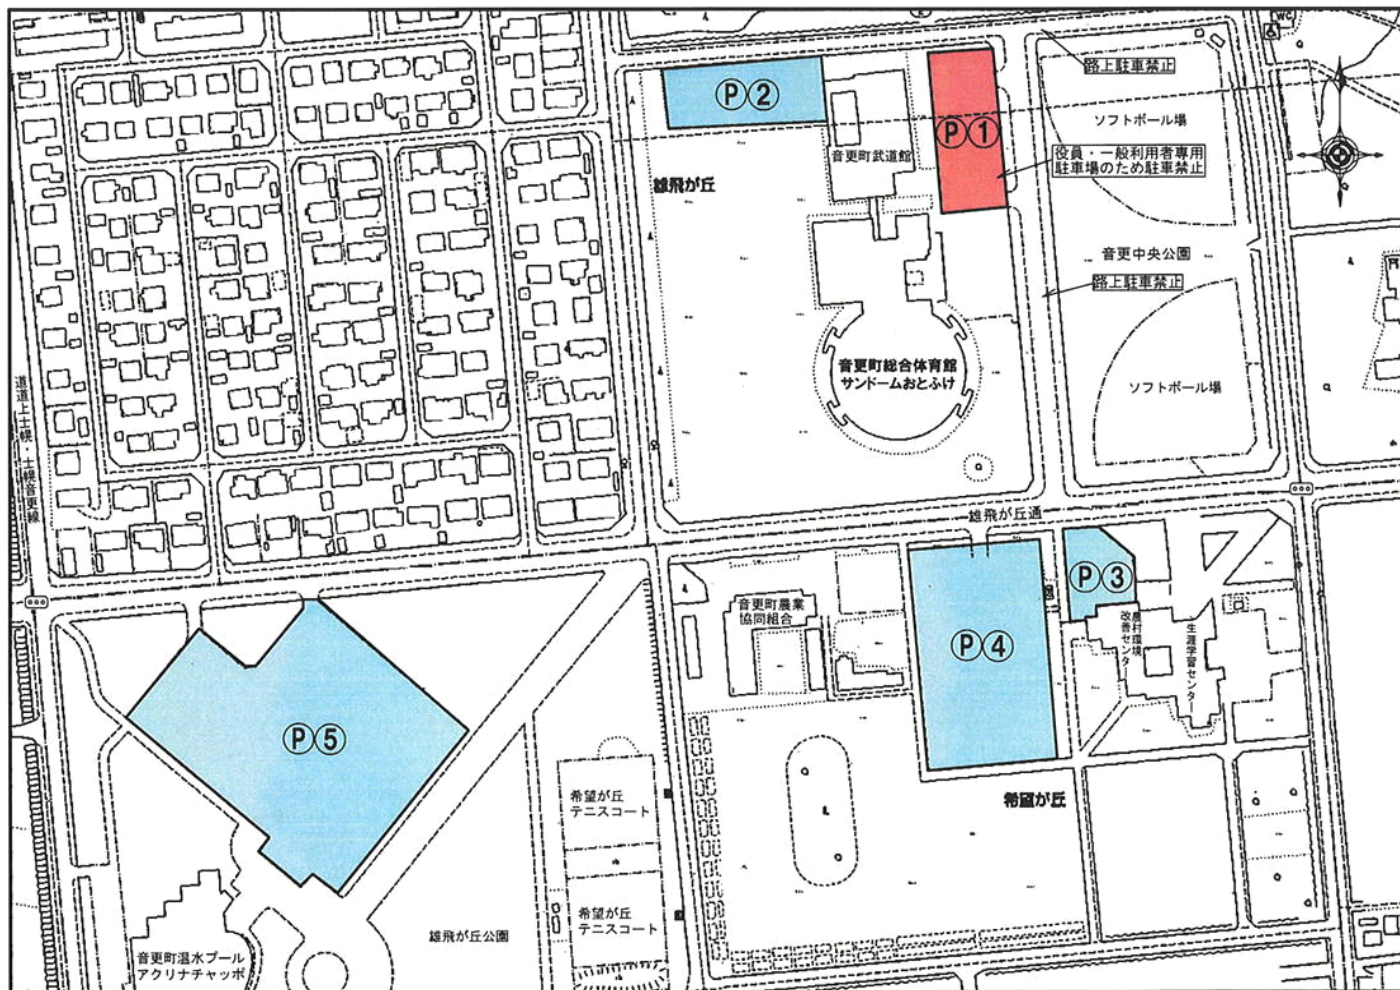 WC
路上駐車禁止
P②
P①
ソフトボール場
音更町武道館
役員・一般利用者専用
駐車場のため駐車禁止
雄飛が丘
音更中央公園
路上駐車禁止
音更町総合体育館
サンドームおとふけ
ソフトボール場
道道上士幌・士幌音更線
雄飛が丘通
P③
音更町農業
協同組合
農村環境
改善センター
生涯学習センター
P④
P⑤
希望が丘
テニスコート
希望が丘
希望が丘
テニスコート
雄飛が丘公園
音更町温水プール
アクリナチャッポ